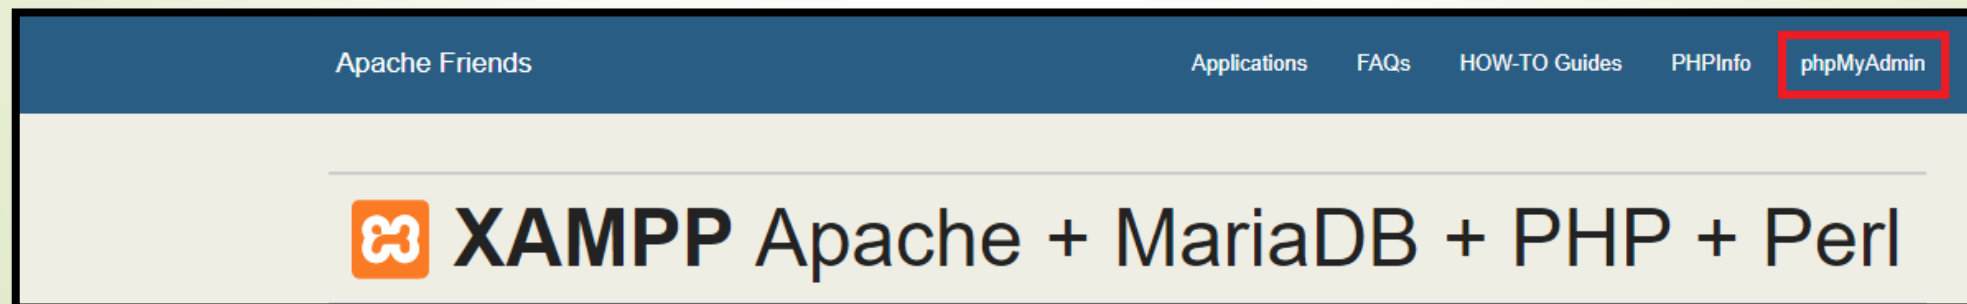 Apache Friends Applications FAQs HOW-TO Guides PHPInfo phpMyAdmin
XAMPP Apache + MariaDB + PHP + Perl